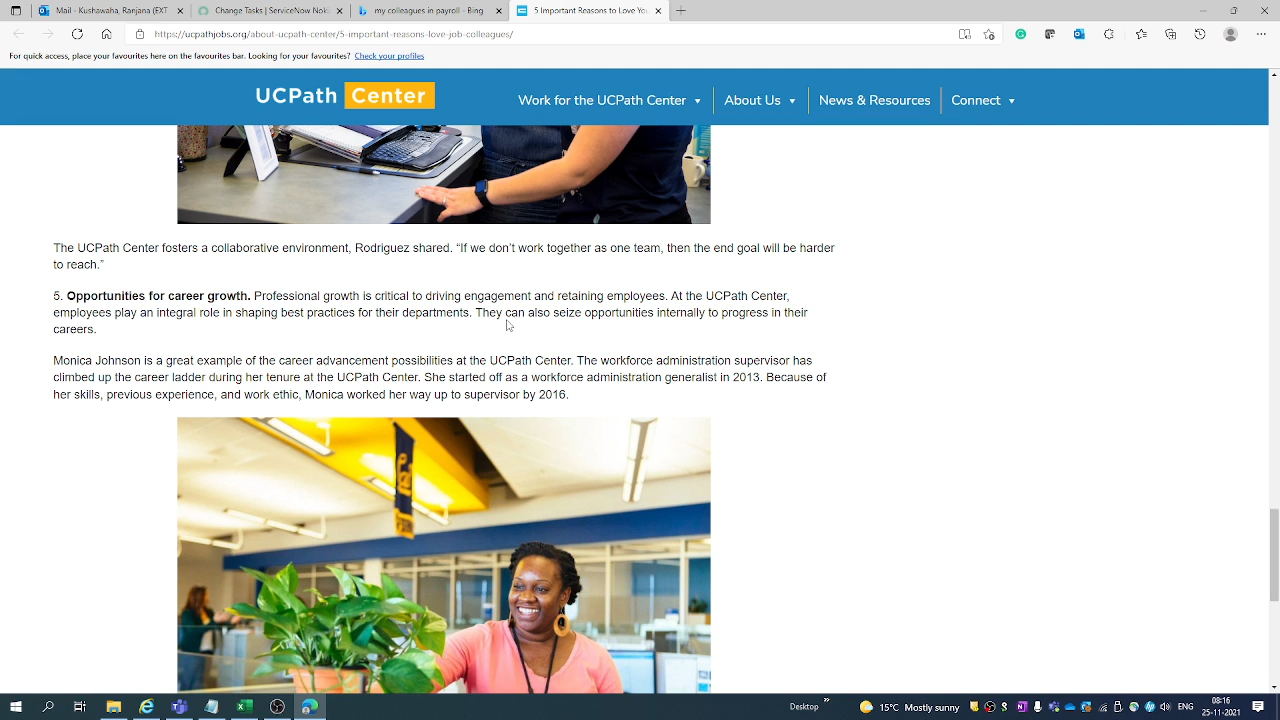 Mail - Kushwaha, Ranjana (EXT
Change Tasks | ServiceNow
my - Bing
5 reasons to love You
https://ucpathjobs.org/about-ucpath-center/5-important-reasons-love-job-colleagues/
For quick access, place your favourites here on the favourites bar. Looking for your favourites? Check your profiles
UCPath Center
Work for the UCPath Center
About Us
News & Resources
Connect
The UCPath Center fosters a collaborative environment, Rodriguez shared. “If we don’t work together as one team, then the end goal will be harder
to reach.”
5. Opportunities for career growth. Professional growth is critical to driving engagement and retaining employees. At the UCPath Center,
employees play an integral role in shaping best practices for their departments. They can also seize opportunities internally to progress in their
careers.
Monica Johnson is a great example of the career advancement possibilities at the UCPath Center. The workforce administration supervisor has
climbed up the career ladder during her tenure at the UCPath Center. She started off as a workforce administration generalist in 2013. Because of
her skills, previous experience, and work ethic, Monica worked her way up to supervisor by 2016.
Desktop
15°C Mostly sunny
ENG
08:16
25-11-2021